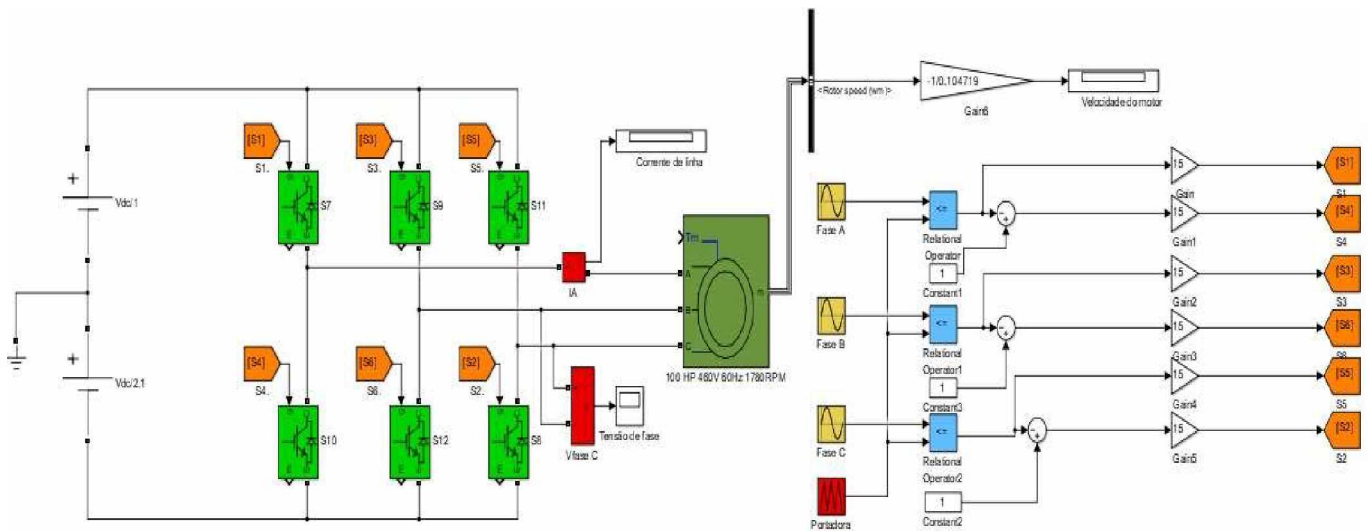 -1/0.104719
<Rotor speed (wm)>
Gain6
Velocidade do motor
[S1]
S1.
[S3]
S3.
[S5]
S5.
Corrente de linha
+
Vdc/1
S7
S9
S11
Tm
A
B
C
m
IA
100 HP 460V 60Hz 1780RPM
+
Vdc/2.1
[S4]
S4.
[S6]
S6.
[S2]
S2.
S10
S12
S8
Vfase C
Tensão de fase
Fase A
<=
Relational
Operator
1
Constant1
15
Gain
[S1]
S1
15
Gain1
[S4]
S4
Fase B
<=
Relational
Operator1
1
Constant3
15
Gain2
[S3]
S3
15
Gain3
[S6]
S6
Fase C
<=
Relational
Operator2
1
Constant2
15
Gain4
[S5]
S5
15
Gain5
[S2]
S2
Portadora